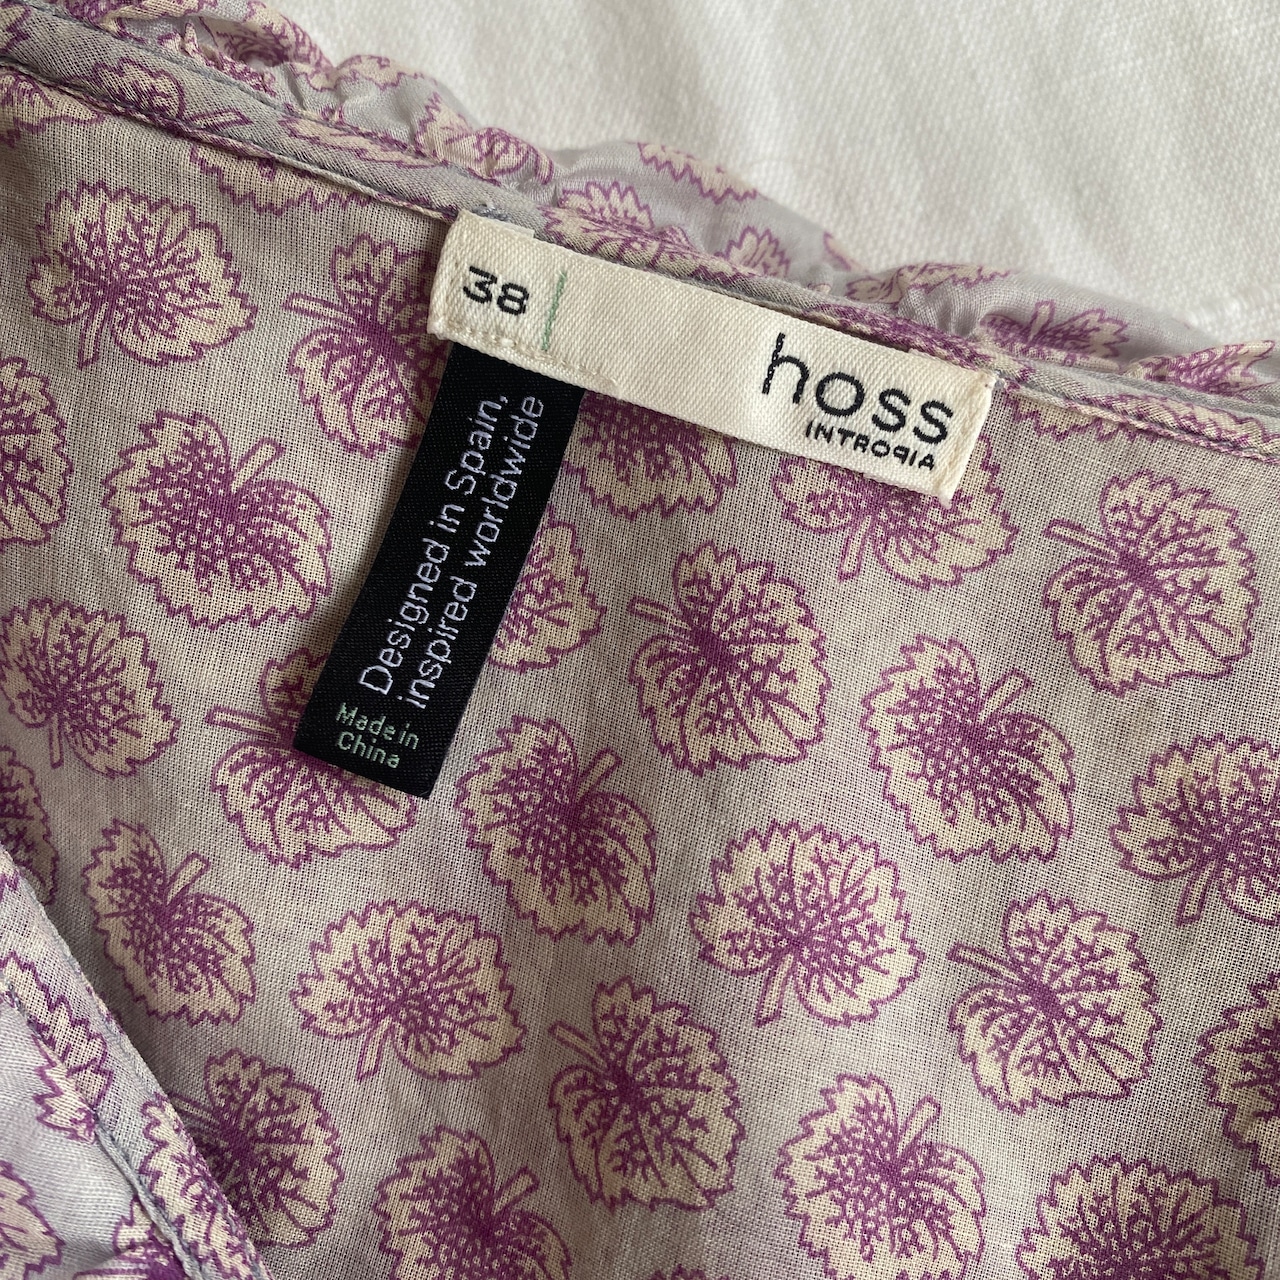 38
hoss
INTROPIA
Designed in Spain,
inspired worldwide
Made in
China